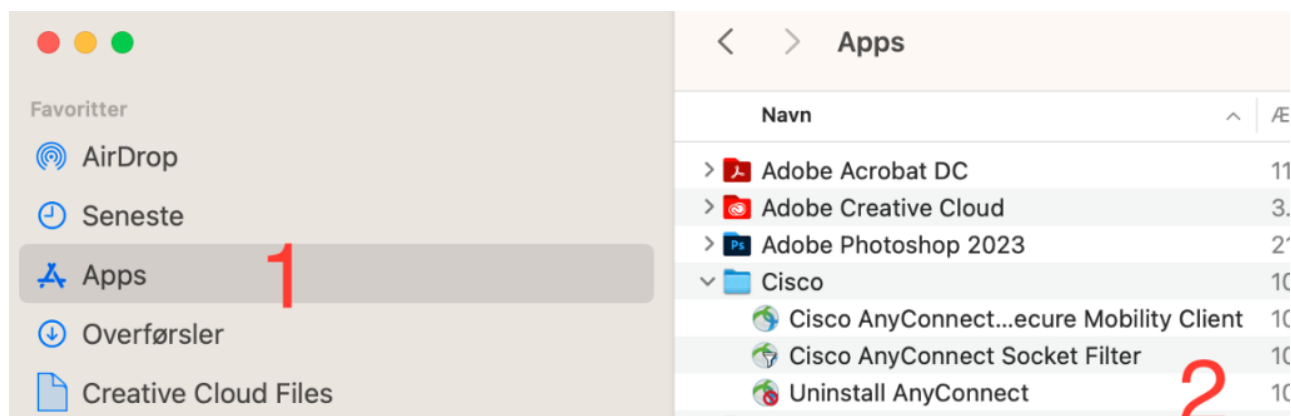 Favoritter
AirDrop
Seneste
Apps
1
Overførsler
Creative Cloud Files
Apps
Navn
Adobe Acrobat DC
Adobe Creative Cloud
Adobe Photoshop 2023
Cisco
Cisco AnyConnect...ecure Mobility Client
Cisco AnyConnect Socket Filter
Uninstall AnyConnect
2